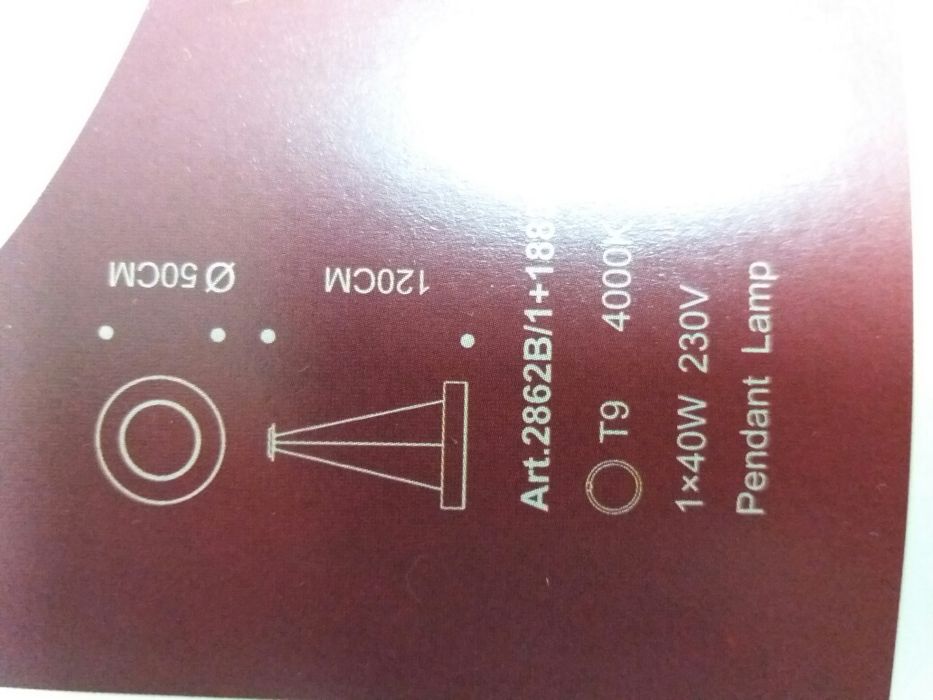 Ø 50CM
120CM
Art.2862B/1+188
T9 4000K
1×40W 230V
Pendant Lamp